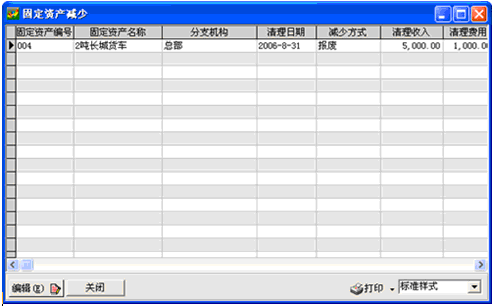 固定资产减少
固定资产编号 固定资产名称 分支机构 清理日期 减少方式 清理收入 清理费用
004 2吨长城货车 总部 2006-8-31 报废 5,000.00 1,000.0
编辑(E) 关闭 打印 标准样式